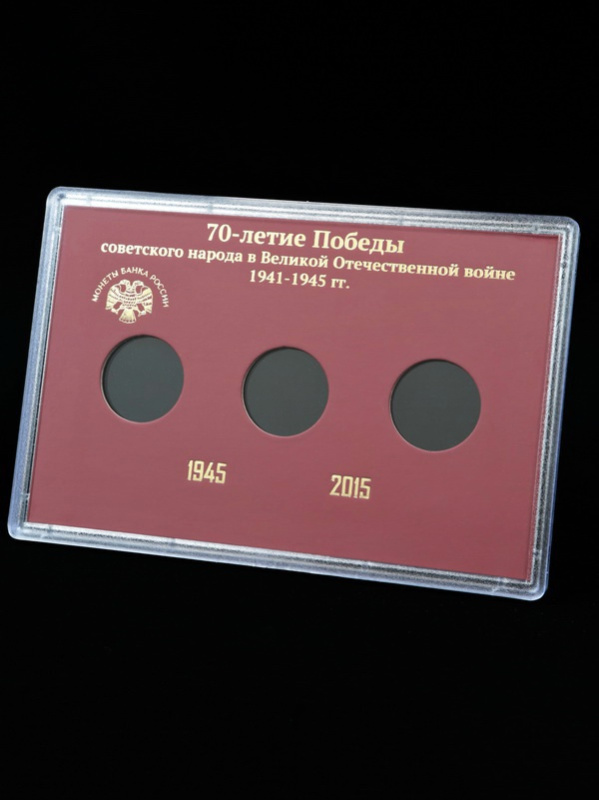 70-летие Победы
советского народа в Великой Отечественной войне
1941-1945 гг.
МОНЕТЫ БАНКА РОССИИ
1945
2015